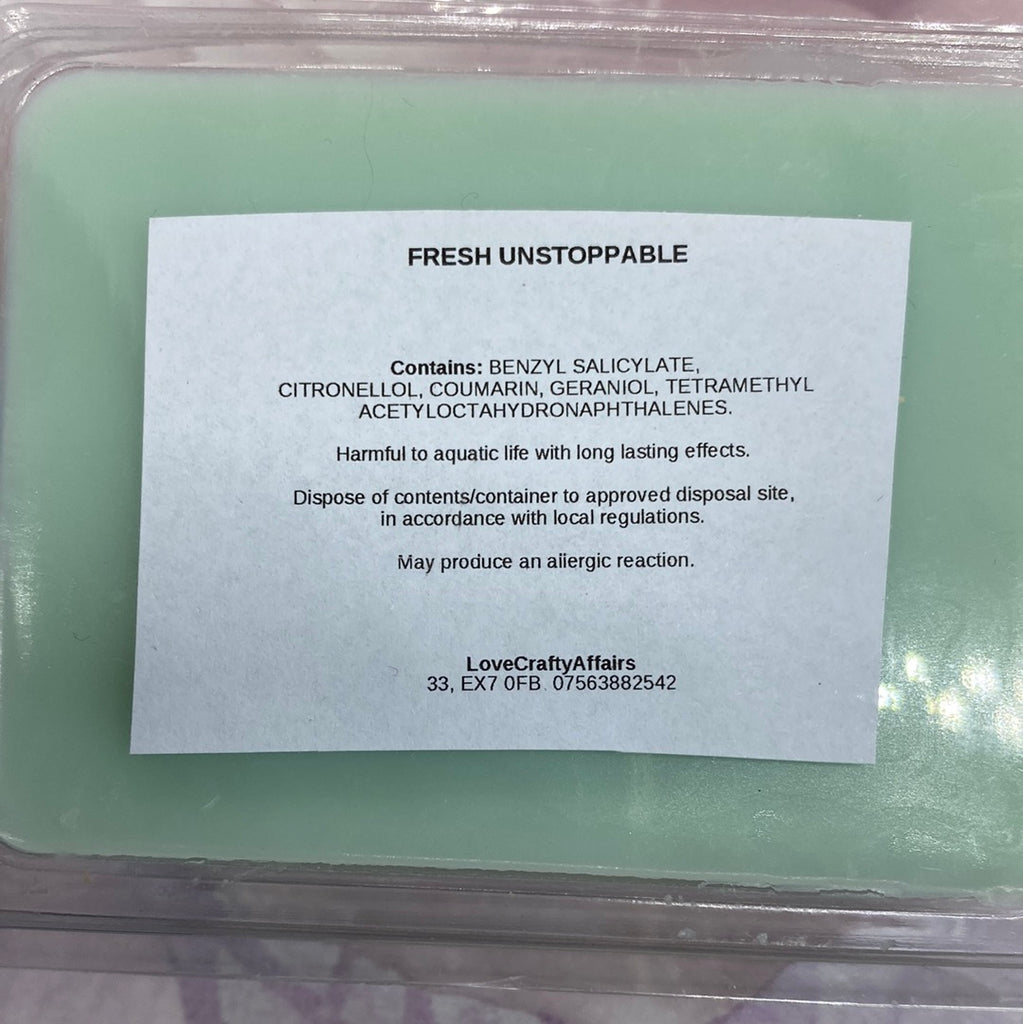 FRESH UNSTOPPABLE
Contains: BENZYL SALICYLATE,
CITRONELLOL, COUMARIN, GERANIOL, TETRAMETHYL
ACETYLOCTAHYDRONAPHTHALENES.
Harmful to aquatic life with long lasting effects.
Dispose of contents/container to approved disposal site,
in accordance with local regulations.
May produce an allergic reaction.
LoveCraftyAffairs
33, EX7 0FB 07563882542